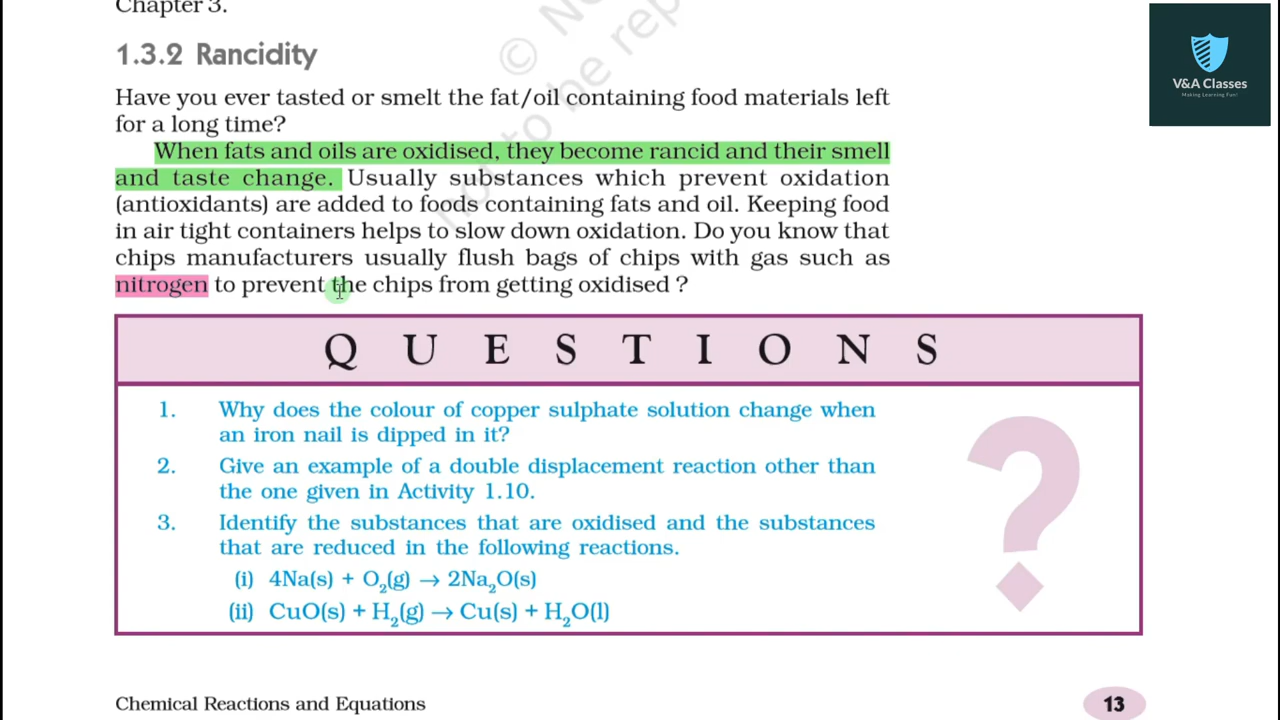 Chapter 3.
1.3.2 Rancidity
Have you ever tasted or smelt the fat/oil containing food materials left
for a long time?
When fats and oils are oxidised, they become rancid and their smell
and taste change. Usually substances which prevent oxidation
(antioxidants) are added to foods containing fats and oil. Keeping food
in air tight containers helps to slow down oxidation. Do you know that
chips manufacturers usually flush bags of chips with gas such as
nitrogen to prevent the chips from getting oxidised ?
QUESTIONS
1. Why does the colour of copper sulphate solution change when
an iron nail is dipped in it?
2. Give an example of a double displacement reaction other than
the one given in Activity 1.10.
3. Identify the substances that are oxidised and the substances
that are reduced in the following reactions.
(i) 4Na(s) + O₂(g) → 2Na₂O(s)
(ii) CuO(s) + H₂(g) → Cu(s) + H₂O(l)
?
Chemical Reactions and Equations
13
V&A Classes
Making Learning Fun!
©
not to be rep